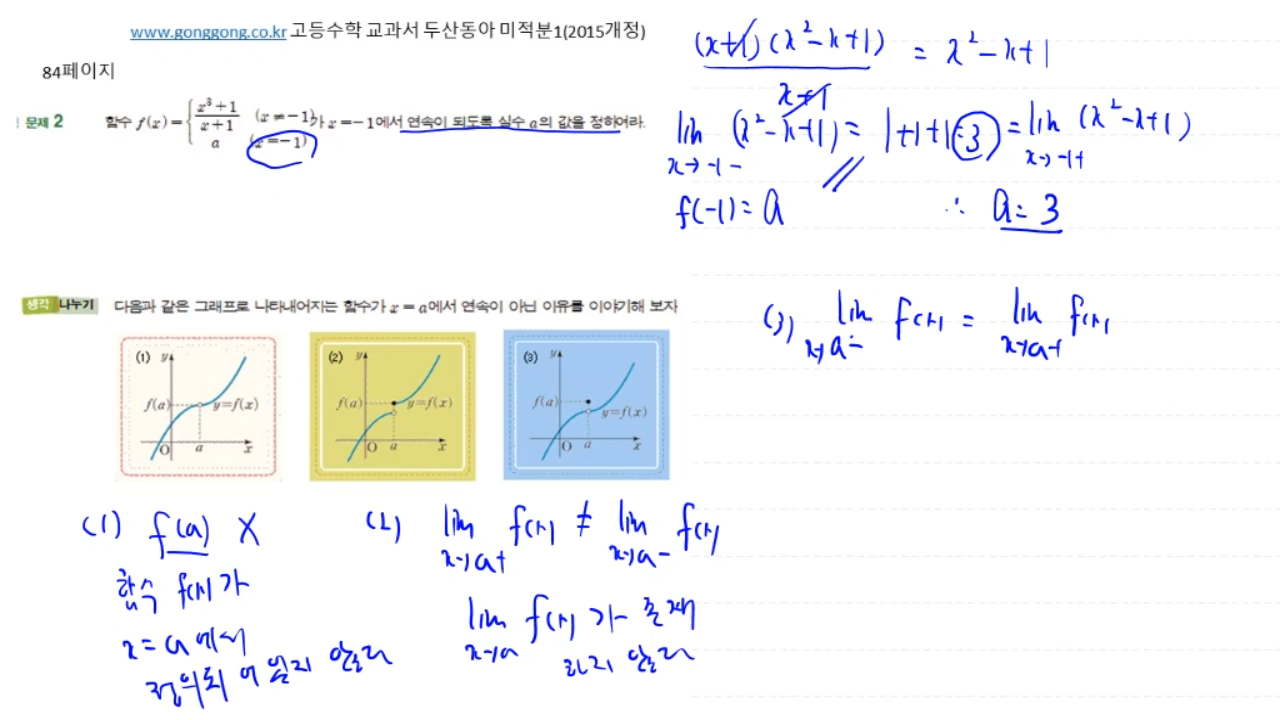 www.gonggong.co.kr 고등수학 교과서 두산동아 미적분1(2015개정)
84페이지
문제 2 함수 f(x)={ x³+1/x+1 (x≠-1) a (x=-1) 가 x=-1에서 연속이 되도록 실수 a의 값을 정하여라.
(x+1)(x²-x+1)/x+1 = x²-x+1
lim x→-1- (x²-x+1) = 1+1+1=3 = lim x→-1+ (x²-x+1)
f(-1)=a ∴ a=3
생각 나누기 다음과 같은 그래프로 나타내어지는 함수가 x=a에서 연속이 아닌 이유를 이야기해 보자
(1) y f(a) y=f(x) O a x
(2) y f(a) y=f(x) O a x
(3) y f(a) y=f(x) O a x
(3) lim x→a- f(x) = lim x→a+ f(x)
(1) f(a) X
함수 f(x)가
x=a에서
정의되어 있지 않다
(2) lim x→a+ f(x) ≠ lim x→a- f(x)
lim x→a f(x)가 존재
하지 않다